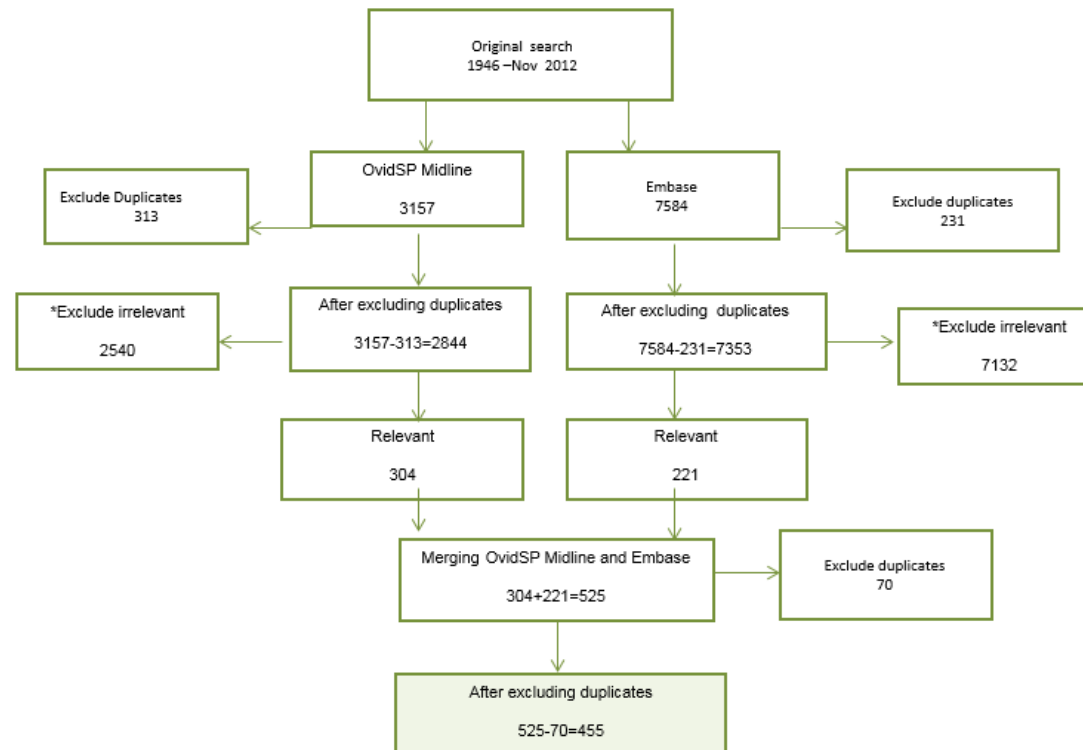 Original search
1946 –Nov 2012
OvidSP Midline
3157
Exclude Duplicates
313
Embase
7584
Exclude duplicates
231
*Exclude irrelevant
2540
After excluding duplicates
3157-313=2844
After excluding duplicates
7584-231=7353
*Exclude irrelevant
7132
Relevant
304
Relevant
221
Merging OvidSP Midline and Embase
304+221=525
Exclude duplicates
70
After excluding duplicates
525-70=455